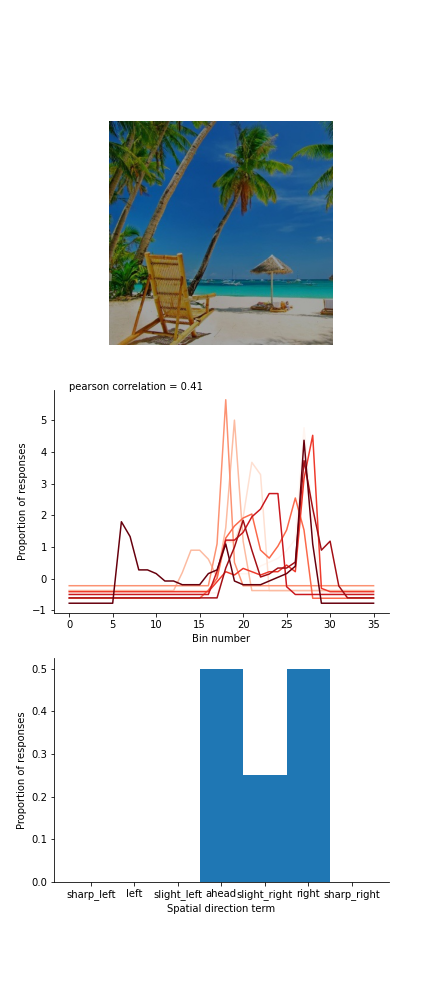 pearson correlation = 0.41
Proportion of responses
5
4
3
2
1
0
−1
0 5 10 15 20 25 30 35
Bin number
Proportion of responses
0.5
0.4
0.3
0.2
0.1
0.0
sharp_left left slight_left ahead slight_right right sharp_right
Spatial direction term